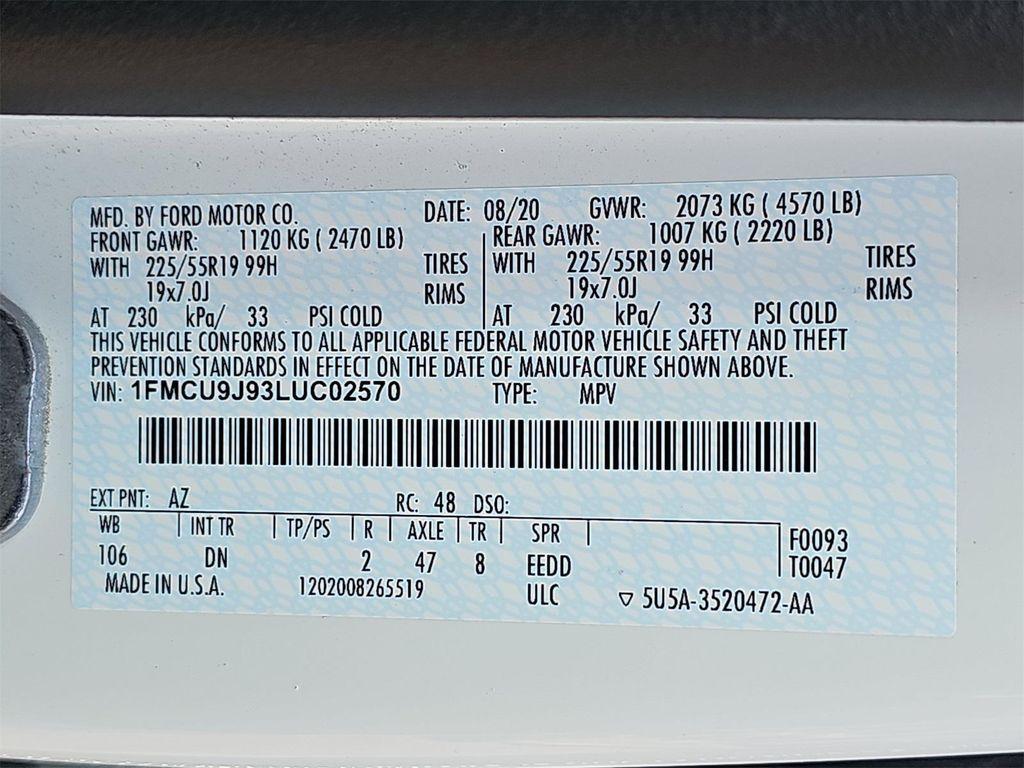 MFD. BY FORD MOTOR CO. DATE: 08/20 GVWR: 2073 KG ( 4570 LB)
FRONT GAWR: 1120 KG ( 2470 LB) REAR GAWR: 1007 KG ( 2220 LB)
WITH 225/55R19 99H TIRES WITH 225/55R19 99H TIRES
19x7.0J RIMS 19x7.0J RIMS
AT 230 kPa/ 33 PSI COLD AT 230 kPa/ 33 PSI COLD
THIS VEHICLE CONFORMS TO ALL APPLICABLE FEDERAL MOTOR VEHICLE SAFETY AND THEFT
PREVENTION STANDARDS IN EFFECT ON THE DATE OF MANUFACTURE SHOWN ABOVE.
VIN: 1FMCU9J93LUC02570 TYPE: MPV
EXT PNT: AZ RC: 48 DSO:
WB INT TR TP/PS R AXLE TR SPR F0093
106 DN 2 47 8 EEDD T0047
MADE IN U.S.A. 1202008265519 ULC ▽ 5U5A-3520472-AA